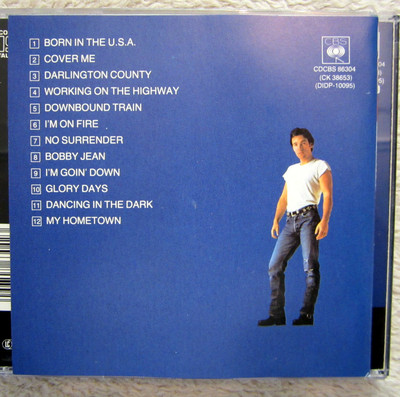 1 BORN IN THE U.S.A.
2 COVER ME
3 DARLINGTON COUNTY
4 WORKING ON THE HIGHWAY
5 DOWNBOUND TRAIN
6 I'M ON FIRE
7 NO SURRENDER
8 BOBBY JEAN
9 I'M GOIN' DOWN
10 GLORY DAYS
11 DANCING IN THE DARK
12 MY HOMETOWN
CBS
CDCBS 86304
(CK 38653)
(DIDP-10095)